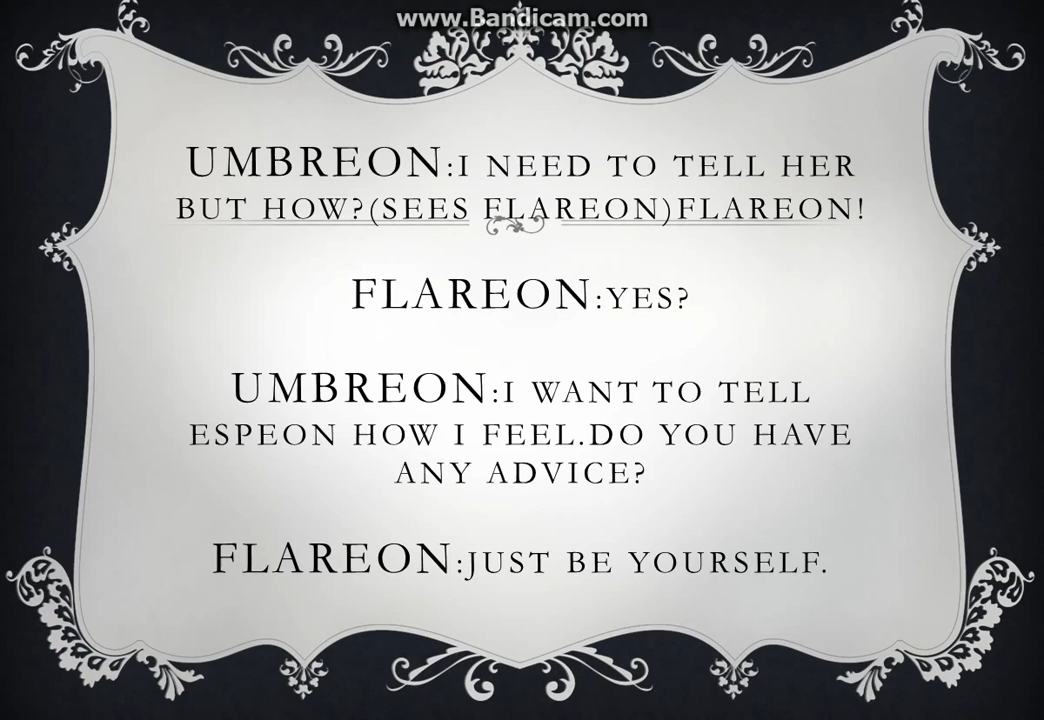 www.Bandicam.com
UMBREON:I NEED TO TELL HER
BUT HOW?(SEES FLAREON)FLAREON!
FLAREON:YES?
UMBREON:I WANT TO TELL
ESPEON HOW I FEEL.DO YOU HAVE
ANY ADVICE?
FLAREON:JUST BE YOURSELF.